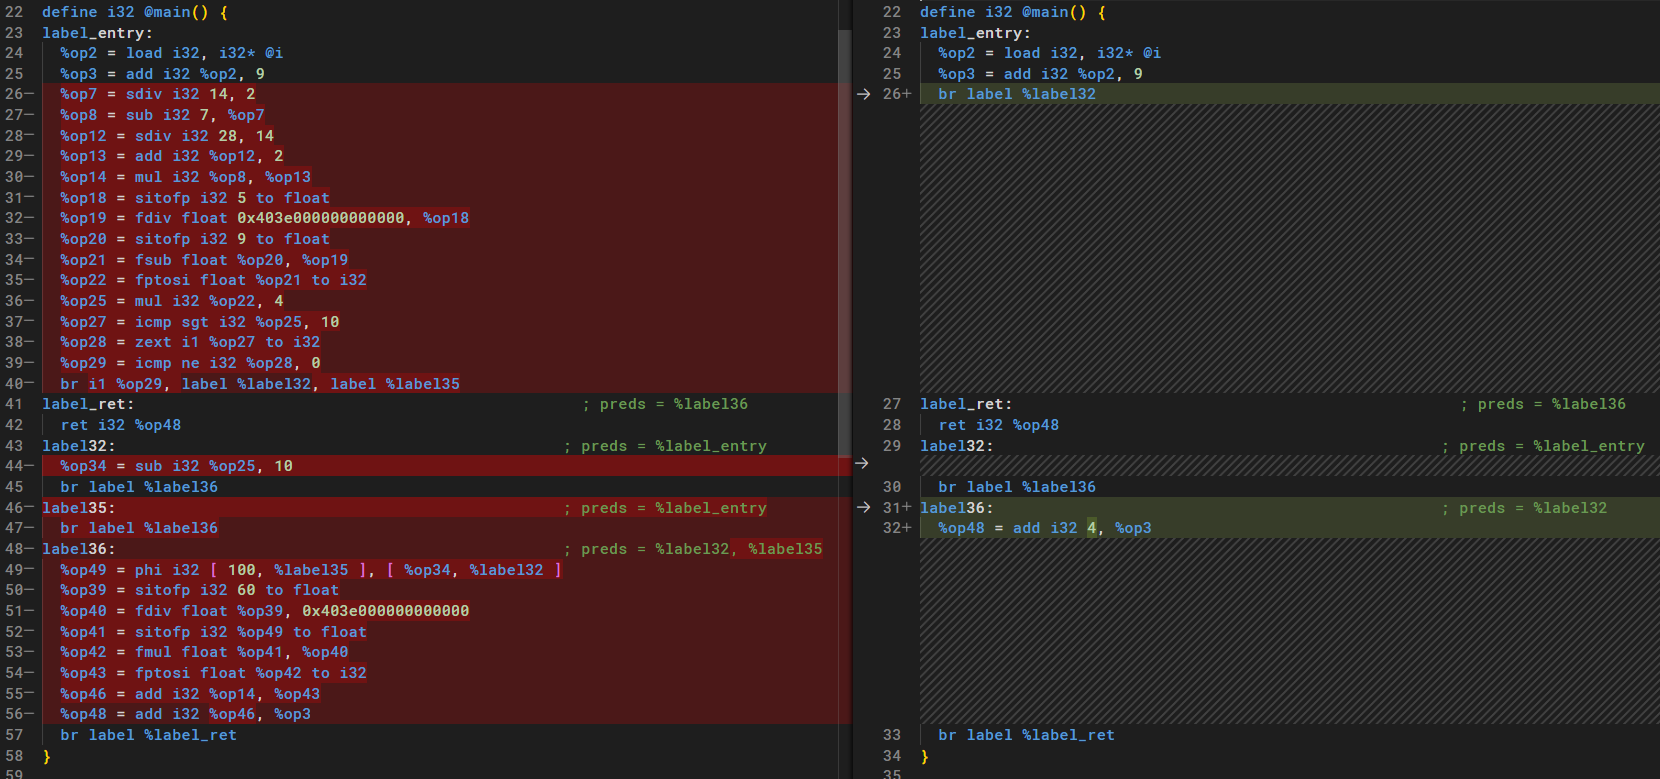 22 define i32 @main() {
23 label_entry:
24 %op2 = load i32, i32* @i
25 %op3 = add i32 %op2, 9
26− %op7 = sdiv i32 14, 2
27− %op8 = sub i32 7, %op7
28− %op12 = sdiv i32 28, 14
29− %op13 = add i32 %op12, 2
30− %op14 = mul i32 %op8, %op13
31− %op18 = sitofp i32 5 to float
32− %op19 = fdiv float 0x403e000000000000, %op18
33− %op20 = sitofp i32 9 to float
34− %op21 = fsub float %op20, %op19
35− %op22 = fptosi float %op21 to i32
36− %op25 = mul i32 %op22, 4
37− %op27 = icmp sgt i32 %op25, 10
38− %op28 = zext i1 %op27 to i32
39− %op29 = icmp ne i32 %op28, 0
40− br i1 %op29, label %label32, label %label35
41 label_ret: ; preds = %label36
42 ret i32 %op48
43 label32: ; preds = %label_entry
44− %op34 = sub i32 %op25, 10
45 br label %label36
46− label35: ; preds = %label_entry
47− br label %label36
48− label36: ; preds = %label32, %label35
49− %op49 = phi i32 [ 100, %label35 ], [ %op34, %label32 ]
50− %op39 = sitofp i32 60 to float
51− %op40 = fdiv float %op39, 0x403e000000000000
52− %op41 = sitofp i32 %op49 to float
53− %op42 = fmul float %op41, %op40
54− %op43 = fptosi float %op42 to i32
55− %op46 = add i32 %op14, %op43
56− %op48 = add i32 %op46, %op3
57 br label %label_ret
58 }
59
22 define i32 @main() {
23 label_entry:
24 %op2 = load i32, i32* @i
25 %op3 = add i32 %op2, 9
→ 26+ br label %label32
27 label_ret: ; preds = %label36
28 ret i32 %op48
29 label32: ; preds = %label_entry
→
30 br label %label36
→ 31+ label36: ; preds = %label32
32+ %op48 = add i32 4, %op3
33 br label %label_ret
34 }
35